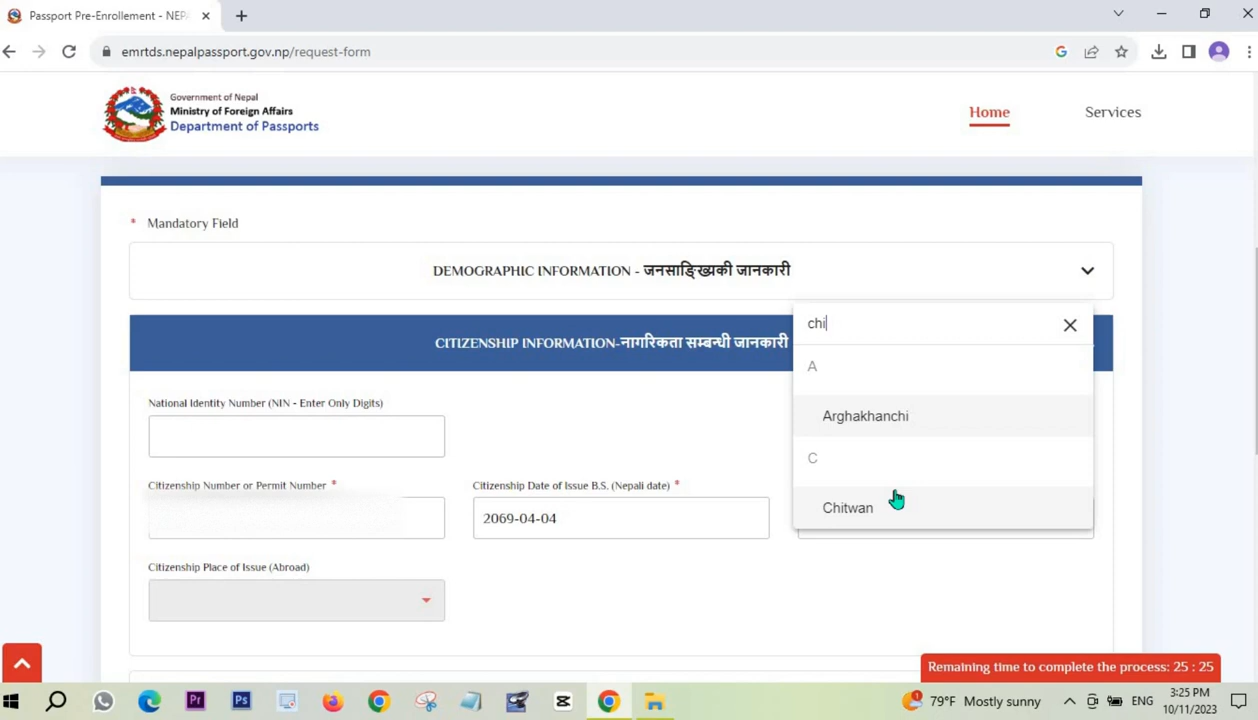 Passport Pre-Enrollement - NEPA
emrtds.nepalpassport.gov.np/request-form
Government of Nepal
Ministry of Foreign Affairs
Department of Passports
Home
Services
* Mandatory Field
DEMOGRAPHIC INFORMATION - जनसाङ्ख्यिकी जानकारी
chi
CITIZENSHIP INFORMATION-नागरिकता सम्बन्धी जानकारी
A
National Identity Number (NIN - Enter Only Digits)
Arghakhanchi
C
Citizenship Number or Permit Number *
Citizenship Date of Issue B.S. (Nepali date) *
Chitwan
2069-04-04
Citizenship Place of Issue (Abroad)
Remaining time to complete the process: 25 : 25
Pr
Ps
79°F Mostly sunny
ENG
3:25 PM
10/11/2023